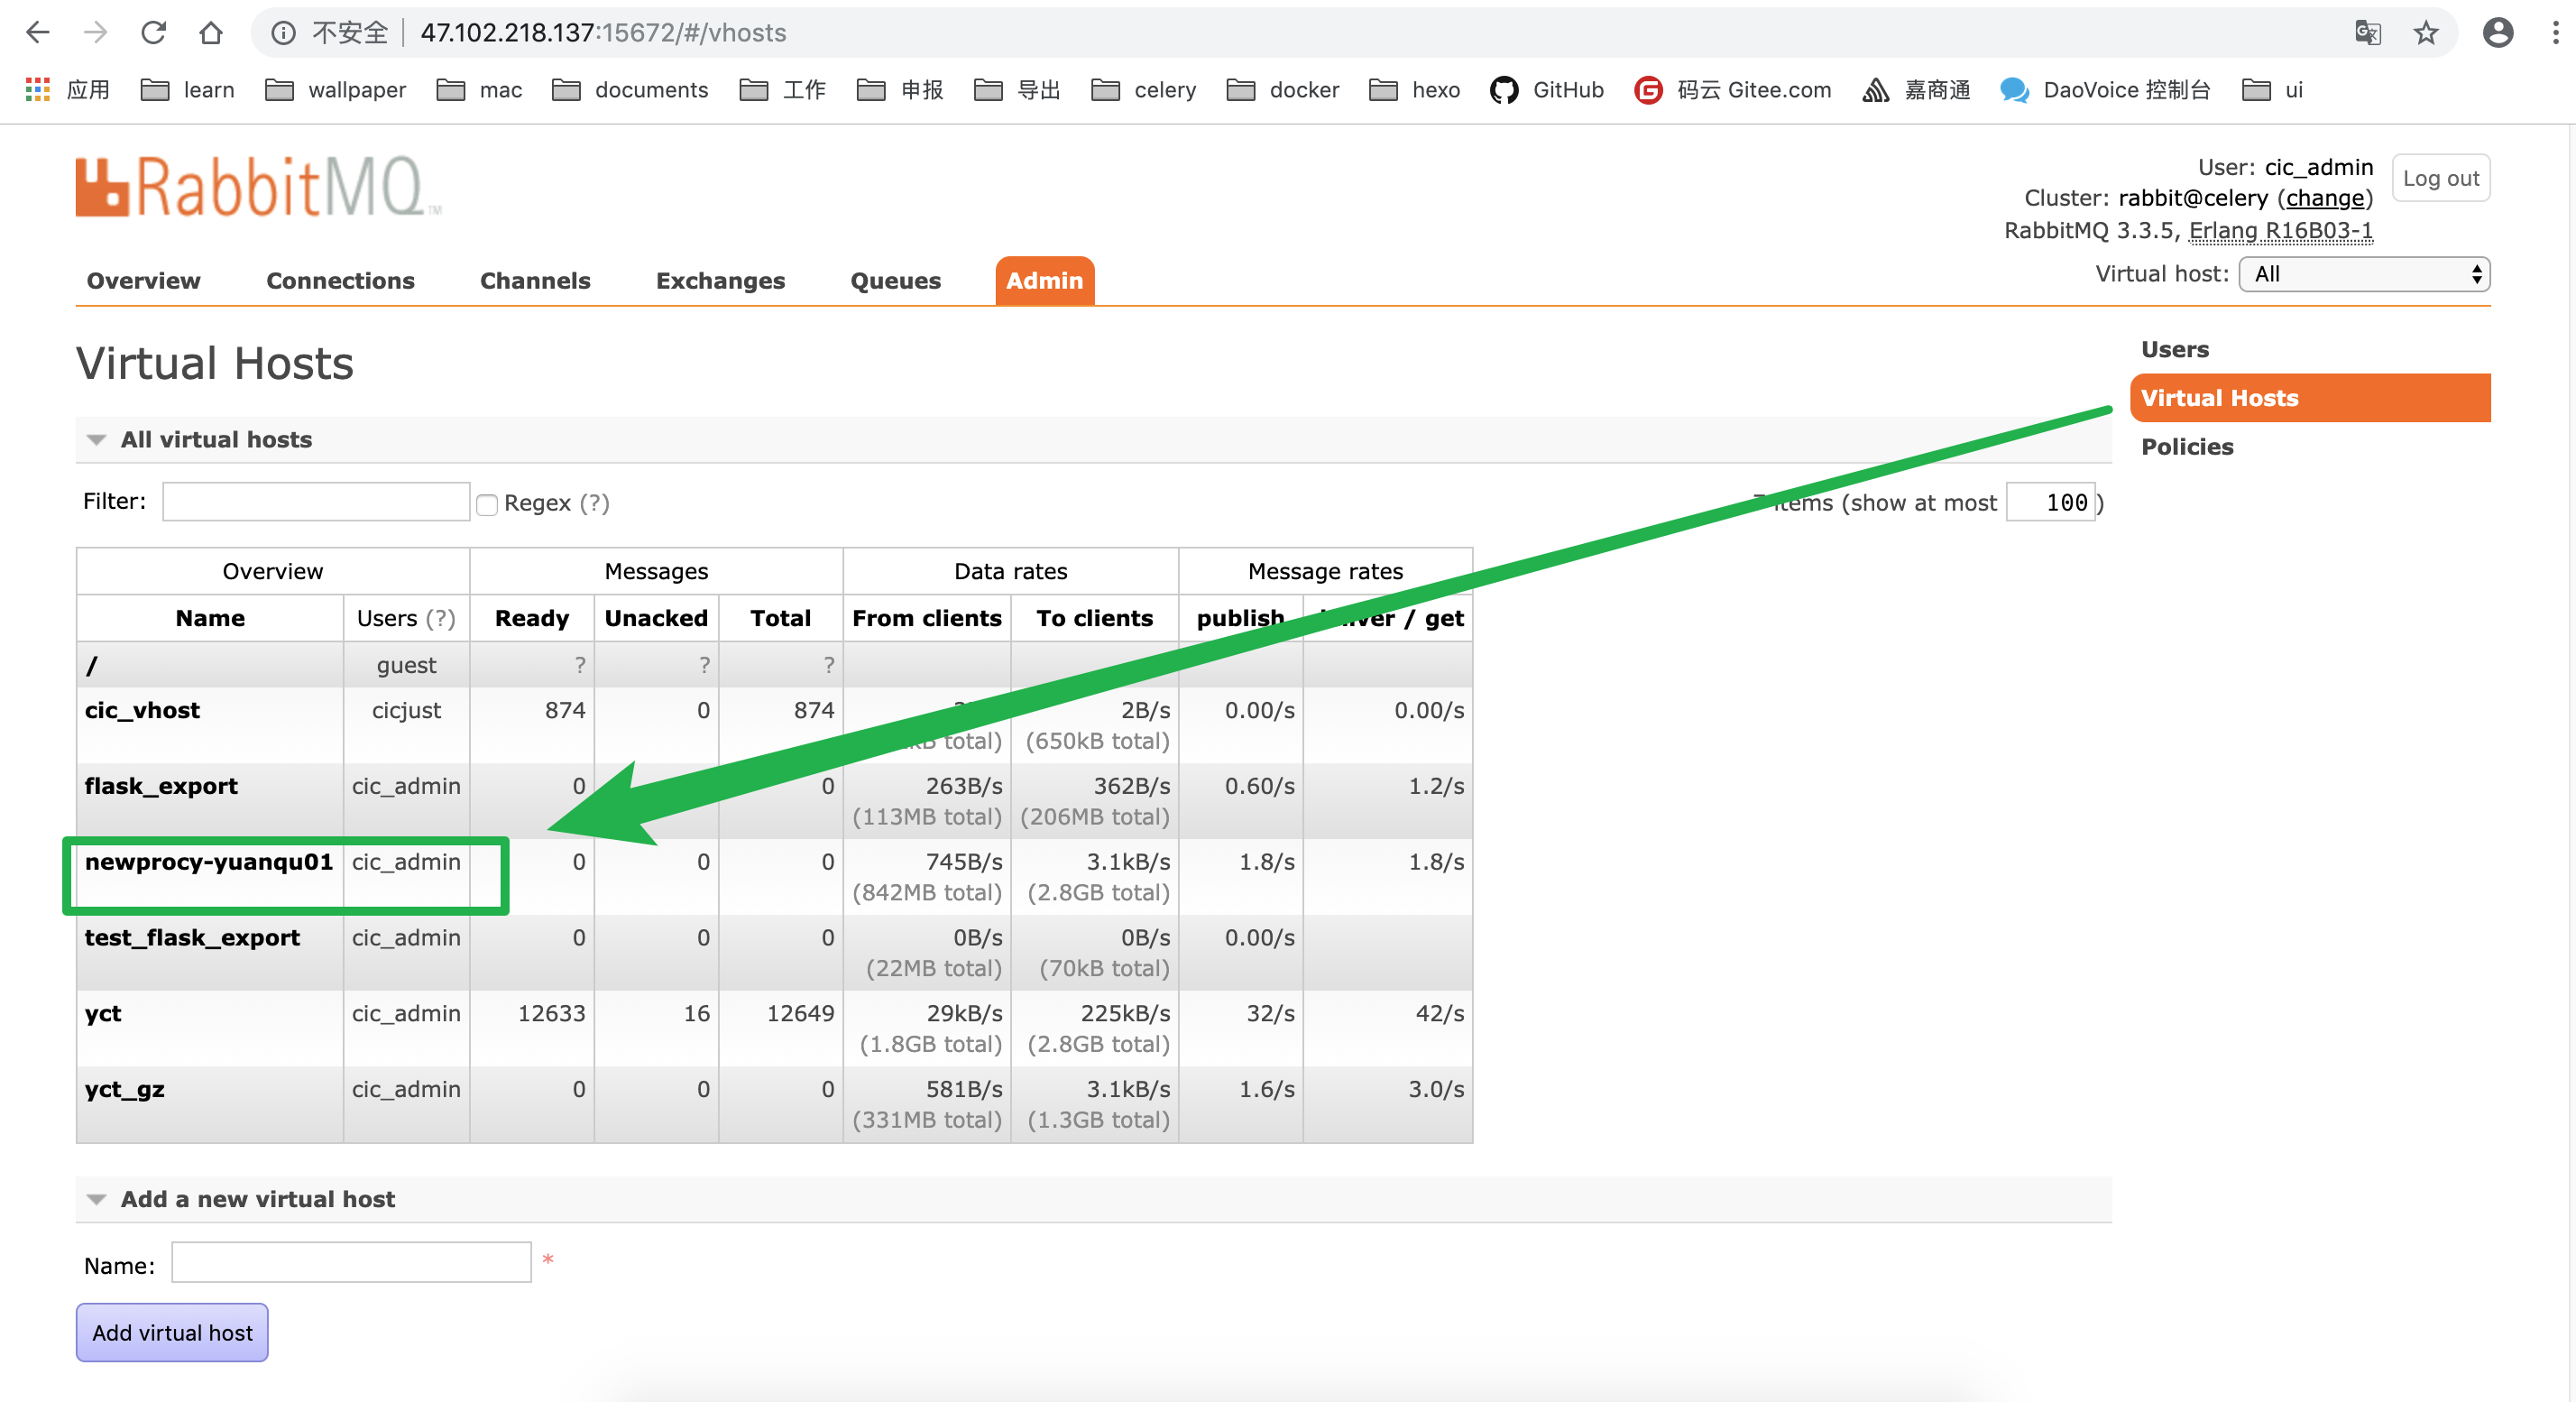 不安全 47.102.218.137:15672/#/vhosts
应用 learn wallpaper mac documents 工作 申报 导出 celery docker hexo GitHub 码云 Gitee.com 嘉商通 DaoVoice 控制台 ui
RabbitMQ TM
User: cic_admin Log out
Cluster: rabbit@celery (change)
RabbitMQ 3.3.5, Erlang R16B03-1
Virtual host: All
Overview Connections Channels Exchanges Queues Admin
Virtual Hosts
Users
Virtual Hosts
Policies
All virtual hosts
Filter: Regex (?) items (show at most 100 )
Overview Messages Data rates Message rates
Name Users (?) Ready Unacked Total From clients To clients publish / get
/ guest ? ? ?
cic_vhost cicjust 874 0 874 2B/s 0.00/s 0.00/s
total) (650kB total)
flask_export cic_admin 0 0 263B/s 362B/s 0.60/s 1.2/s
(113MB total) (206MB total)
newprocy-yuanqu01 cic_admin 0 0 0 745B/s 3.1kB/s 1.8/s 1.8/s
(842MB total) (2.8GB total)
test_flask_export cic_admin 0 0 0 0B/s 0B/s 0.00/s
(22MB total) (70kB total)
yct cic_admin 12633 16 12649 29kB/s 225kB/s 32/s 42/s
(1.8GB total) (2.8GB total)
yct_gz cic_admin 0 0 0 581B/s 3.1kB/s 1.6/s 3.0/s
(331MB total) (1.3GB total)
Add a new virtual host
Name: *
Add virtual host